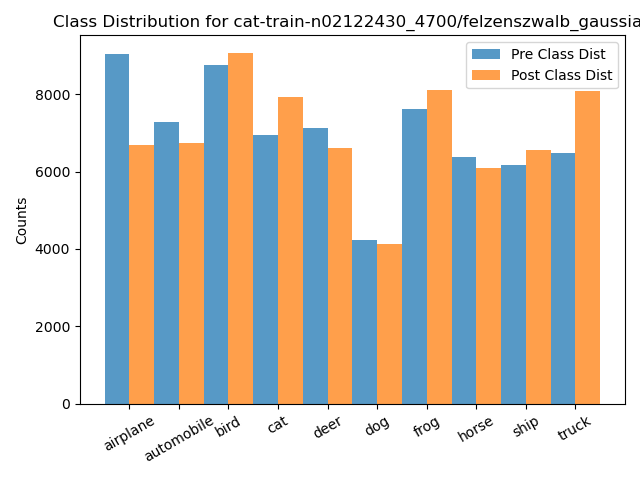 Class Distribution for cat-train-n02122430_4700/felzenszwalb_gaussia
Pre Class Dist
Post Class Dist
Counts
8000
6000
4000
2000
0
airplane
automobile
bird
cat
deer
dog
frog
horse
ship
truck